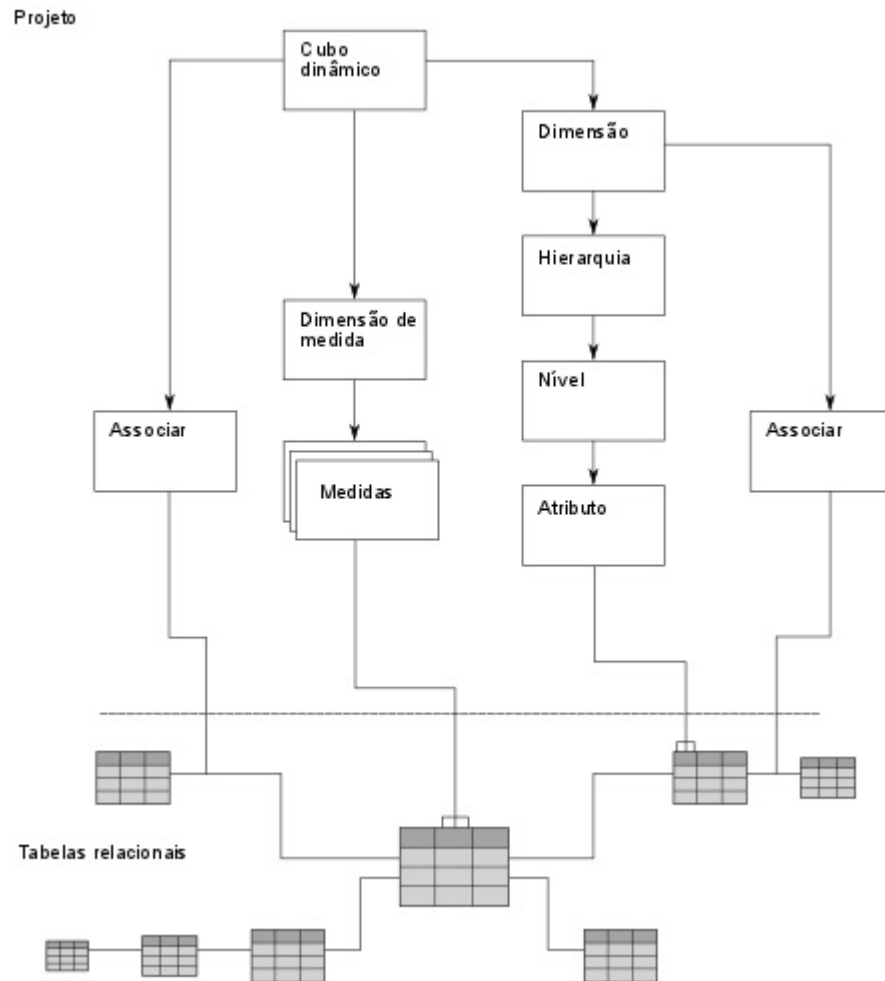 Projeto
Cubo
dinâmico
Dimensão
Hierarquia
Dimensão de
medida
Nível
Associar
Associar
Medidas
Atributo
Tabelas relacionais